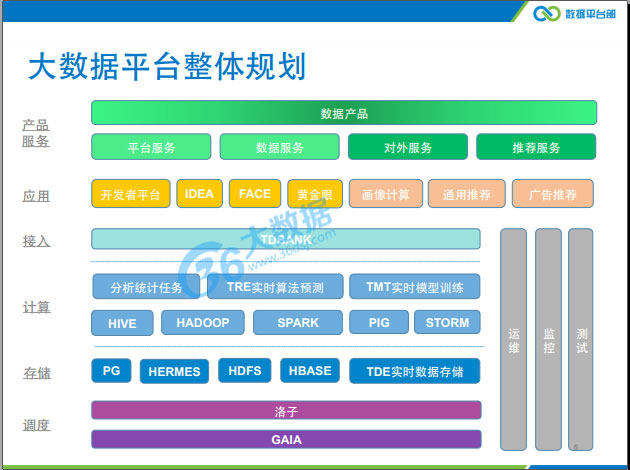 数据平台部
大数据平台整体规划
产品
服务
数据产品
平台服务 数据服务 对外服务 推荐服务
应用
开发者平台 IDEA FACE 黄金眼 画像计算 通用推荐 广告推荐
接入
TDBANK
36大数据
计算
分析统计任务 TRE实时算法预测 TMT实时模型训练
HIVE HADOOP SPARK PIG STORM
存储
PG HERMES HDFS HBASE TDE实时数据存储
调度
洛子
GAIA
运维
监控
测试